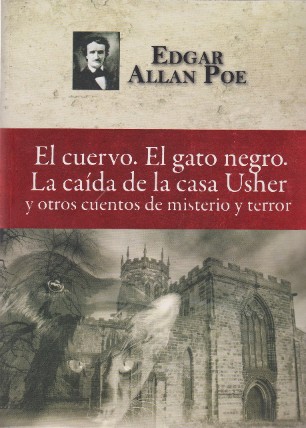 EDGAR
ALLAN POE
El cuervo. El gato negro.
La caída de la casa Usher
y otros cuentos de misterio y terror